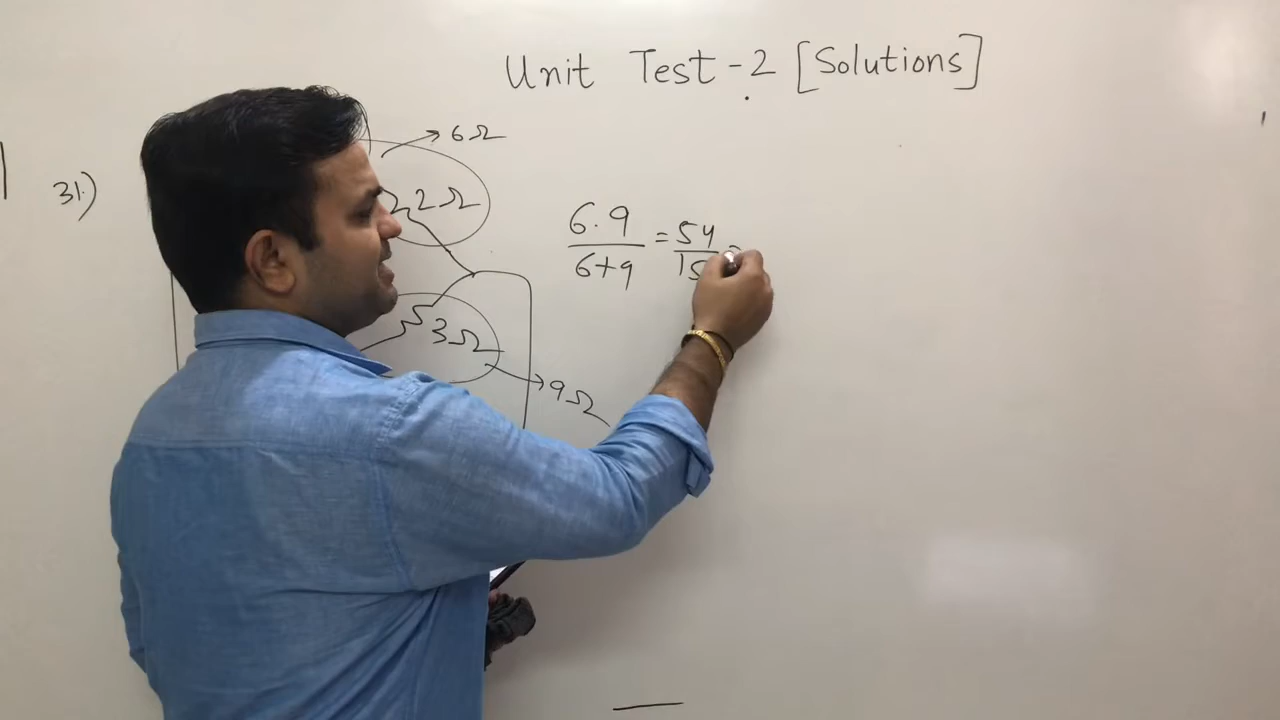 Unit Test - 2 [Solutions]
6Ω
31.)
2Ω
6.9 = 54 =
6+9 15
3Ω
9Ω